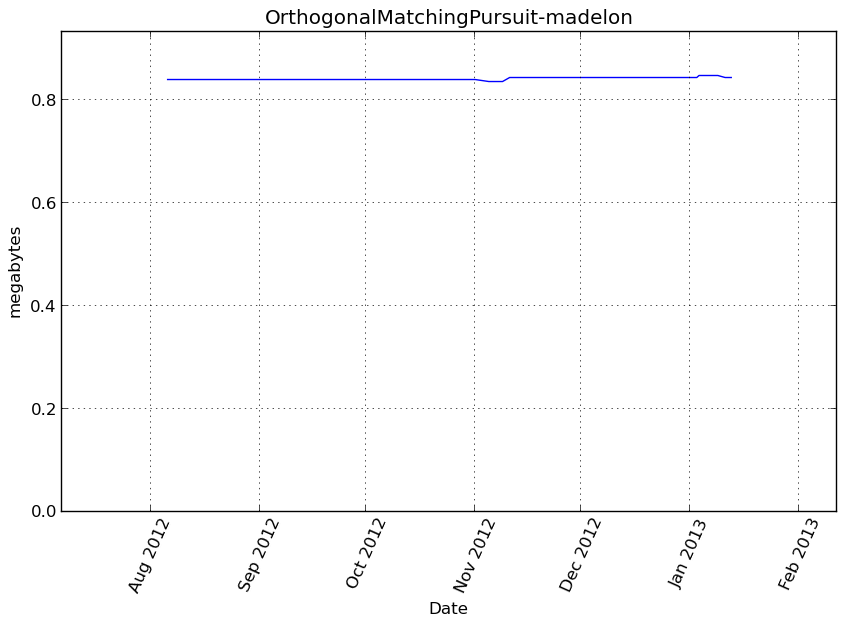 OrthogonalMatchingPursuit-madelon
megabytes
0.8
0.6
0.4
0.2
0.0
Aug 2012
Sep 2012
Oct 2012
Nov 2012
Dec 2012
Jan 2013
Feb 2013
Date